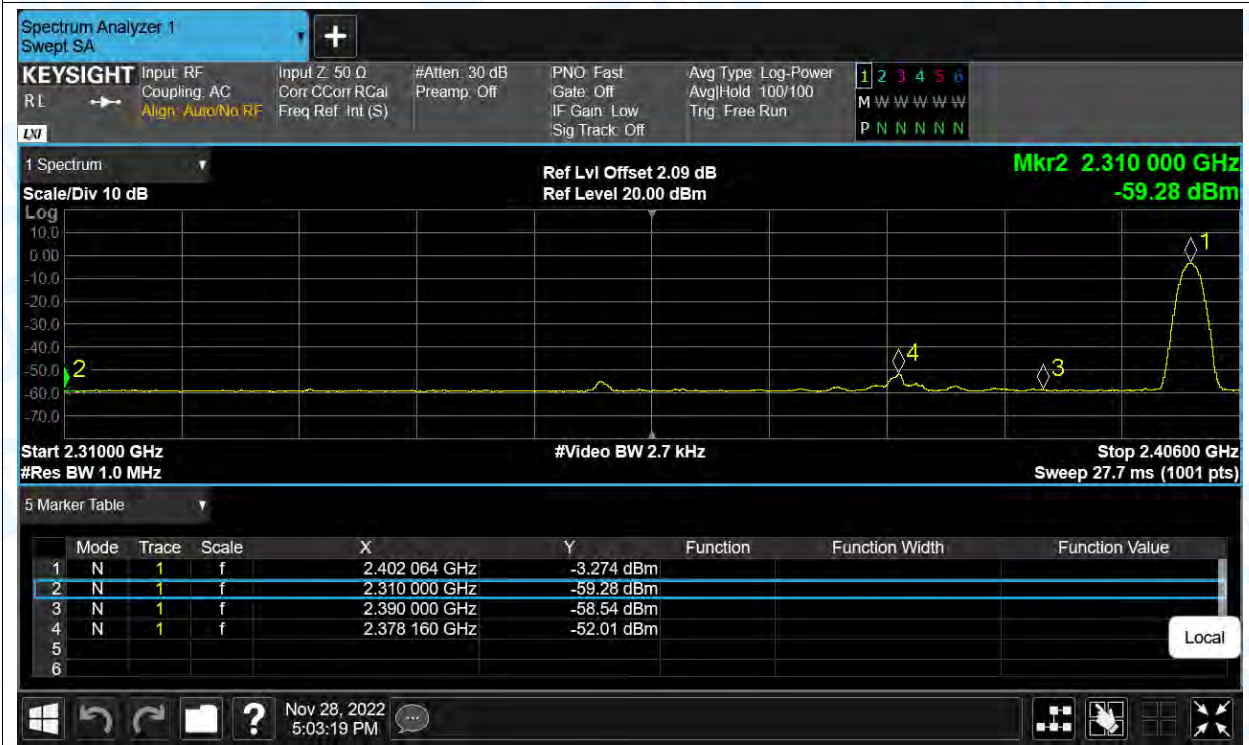 Spectrum Analyzer 1
Swept SA
+
KEYSIGHT Input: RF Input Z: 50 Ω #Atten: 30 dB PNO: Fast Avg Type: Log-Power 1 2 3 4 5 6
RL Coupling: AC Corr CCorr RCal Preamp: Off Gate: Off Avg|Hold: 100/100 M W W W W W
Align: Auto/No RF Freq Ref: Int (S) IF Gain: Low Trig: Free Run
LXI Sig Track: Off P N N N N N N
1 Spectrum Ref Lvl Offset 2.09 dB Mkr2 2.310 000 GHz
Scale/Div 10 dB Ref Level 20.00 dBm -59.28 dBm
Log
10.0
1
0.00
-10.0
-20.0
-30.0
-40.0
4
-50.0 2 3
-60.0
-70.0
Start 2.31000 GHz #Video BW 2.7 kHz Stop 2.40600 GHz
#Res BW 1.0 MHz Sweep 27.7 ms (1001 pts)
5 Marker Table
Mode Trace Scale X Y Function Function Width Function Value
1 N 1 f 2.402 064 GHz -3.274 dBm
2 N 1 f 2.310 000 GHz -59.28 dBm
3 N 1 f 2.390 000 GHz -58.54 dBm
4 N 1 f 2.378 160 GHz -52.01 dBm
5
6
Local
? Nov 28, 2022
5:03:19 PM